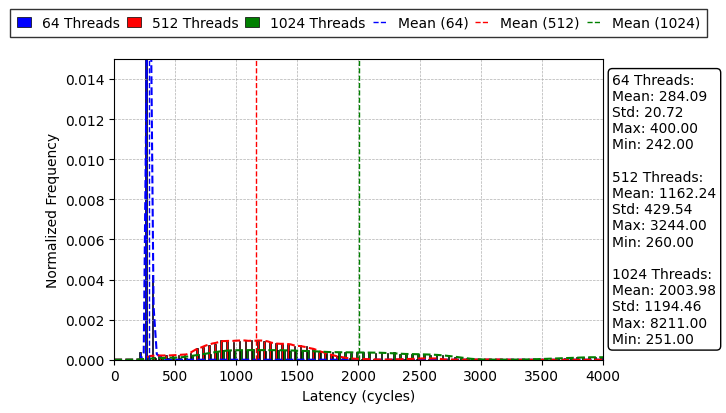 64 Threads 512 Threads 1024 Threads Mean (64) Mean (512) Mean (1024)
0.014
0.012
0.010
0.008
0.006
0.004
0.002
0.000
Normalized Frequency
0 500 1000 1500 2000 2500 3000 3500 4000
Latency (cycles)
64 Threads:
Mean: 284.09
Std: 20.72
Max: 400.00
Min: 242.00
512 Threads:
Mean: 1162.24
Std: 429.54
Max: 3244.00
Min: 260.00
1024 Threads:
Mean: 2003.98
Std: 1194.46
Max: 8211.00
Min: 251.00